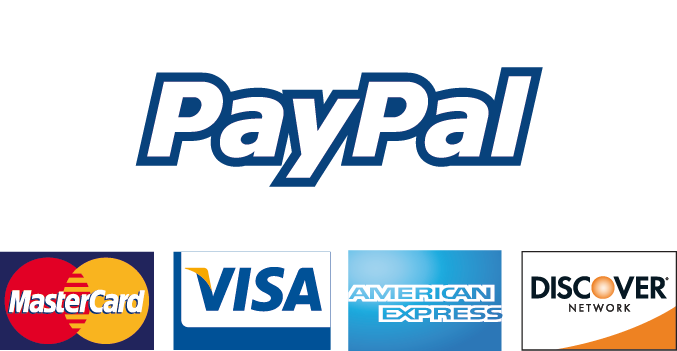 PayPal
MasterCard
VISA
AMERICAN
EXPRESS
DISCOVER®
NETWORK